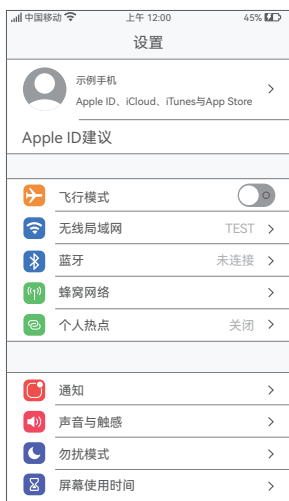 中国移动 上午 12:00 45%
设置
示例手机
Apple ID、iCloud、iTunes与App Store
Apple ID建议
飞行模式
无线局域网 TEST
蓝牙 未连接
蜂窝网络
个人热点 关闭
通知
声音与触感
勿扰模式
屏幕使用时间